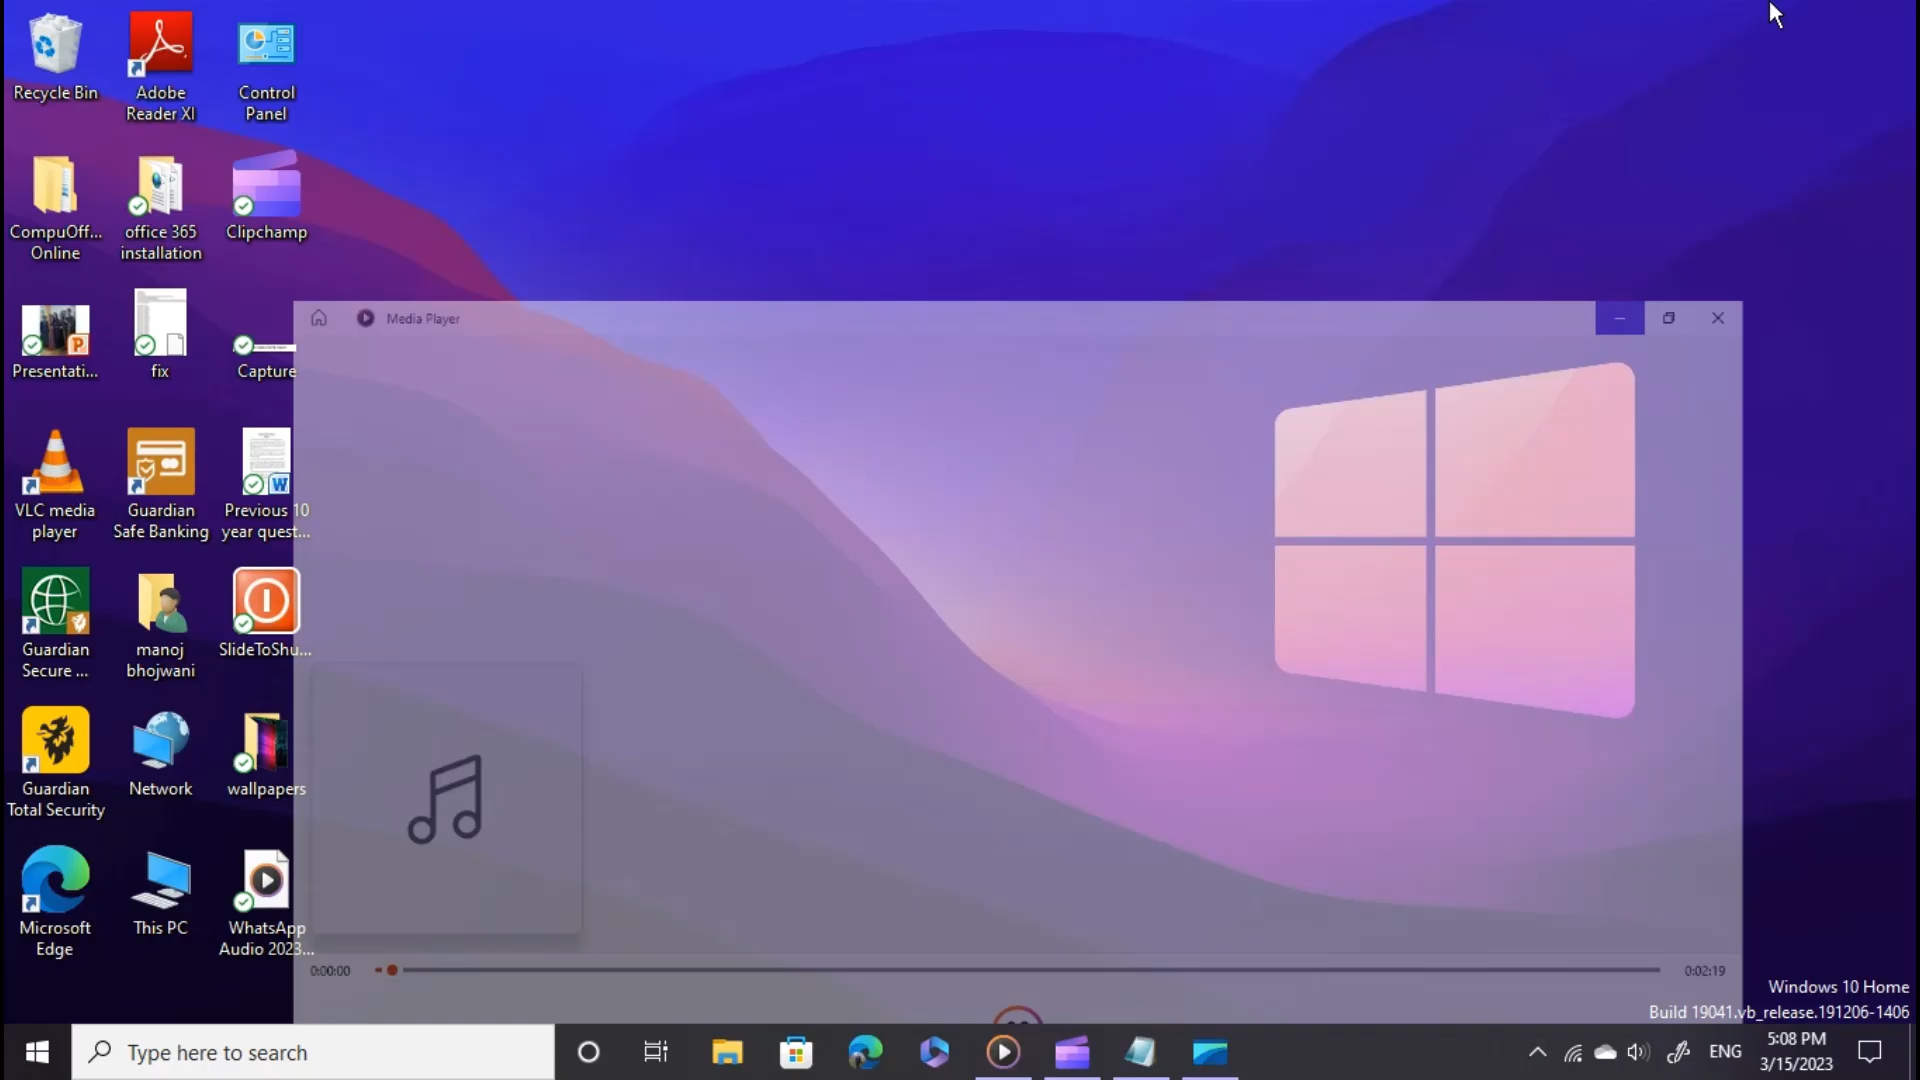 Recycle Bin
Adobe
Reader XI
Control
Panel
CompuOff...
Online
office 365
installation
Clipchamp
Presentati...
fix
Capture
VLC media
player
Guardian
Safe Banking
Previous 10
year quest...
Guardian
Secure ...
manoj
bhojwani
SlideToShu...
Guardian
Total Security
Network
wallpapers
Microsoft
Edge
This PC
WhatsApp
Audio 2023...
Media Player
0:00:00
0:02:19
Windows 10 Home
Build 19041.vb_release.191206-1406
Type here to search
ENG
5:08 PM
3/15/2023